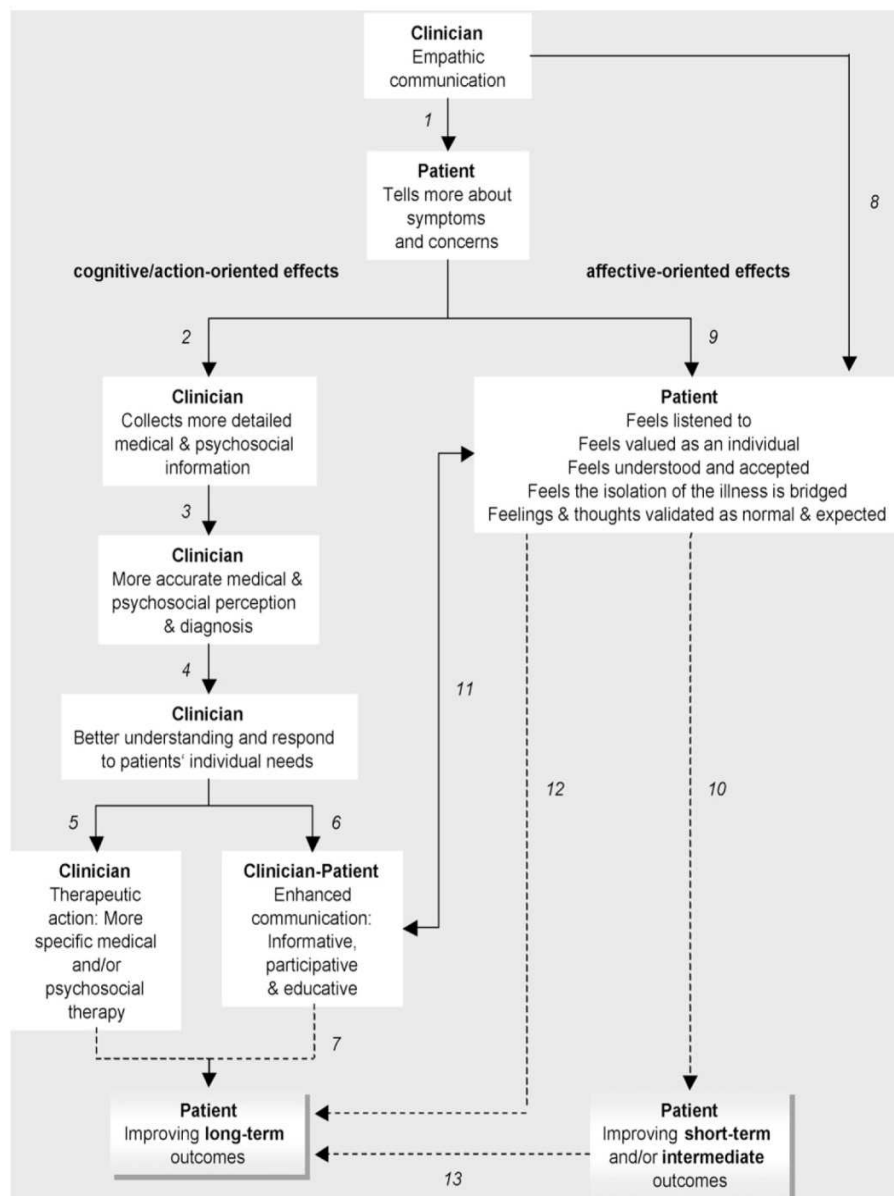 Clinician
Empathic
communication
1
8
Patient
Tells more about
symptoms
and concerns
cognitive/action-oriented effects
affective-oriented effects
2
9
Clinician
Collects more detailed
medical & psychosocial
information
Patient
Feels listened to
Feels valued as an individual
Feels understood and accepted
Feels the isolation of the illness is bridged
Feelings & thoughts validated as normal & expected
3
Clinician
More accurate medical &
psychosocial perception
& diagnosis
4
11
Clinician
Better understanding and respond
to patients‘ individual needs
12
10
5
6
Clinician
Therapeutic
action: More
specific medical
and/or
psychosocial
therapy
Clinician-Patient
Enhanced
communication:
Informative,
participative
& educative
7
Patient
Improving long-term
outcomes
Patient
Improving short-term
and/or intermediate
outcomes
13